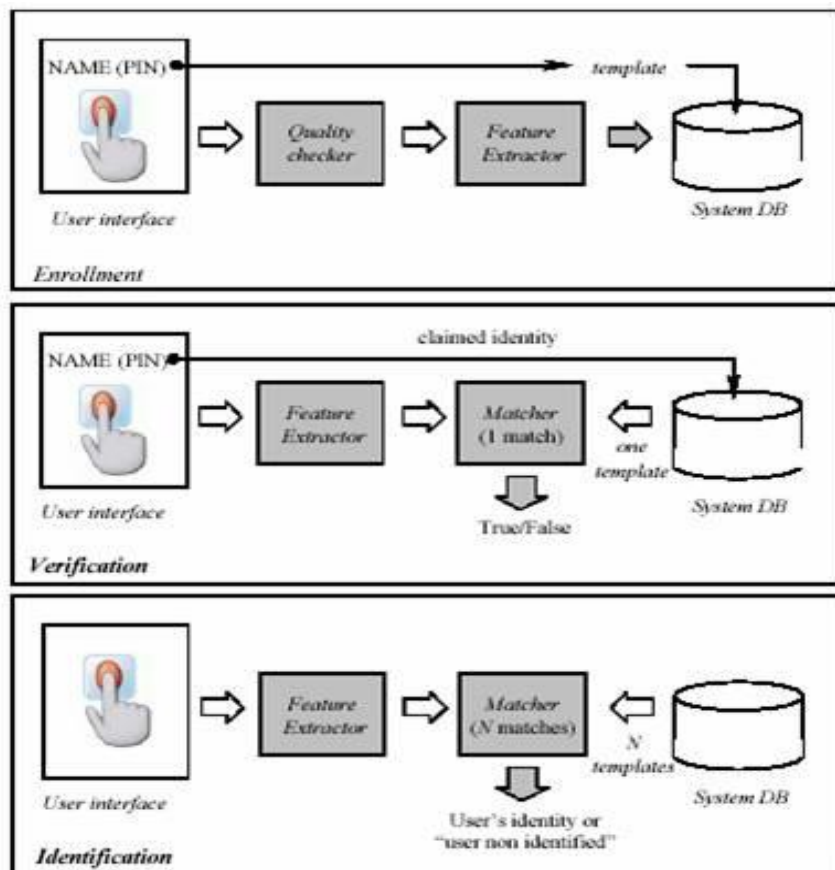 NAME (PIN)
template
Quality
checker
Feature
Extractor
User interface
System DB
Enrollment
claimed identity
NAME (PIN)
Feature
Extractor
Matcher
(1 match)
one
template
User interface
True/False
System DB
Verification
Feature
Extractor
Matcher
(N matches)
N
templates
User interface
System DB
User's identity or
"user non identified"
Identification